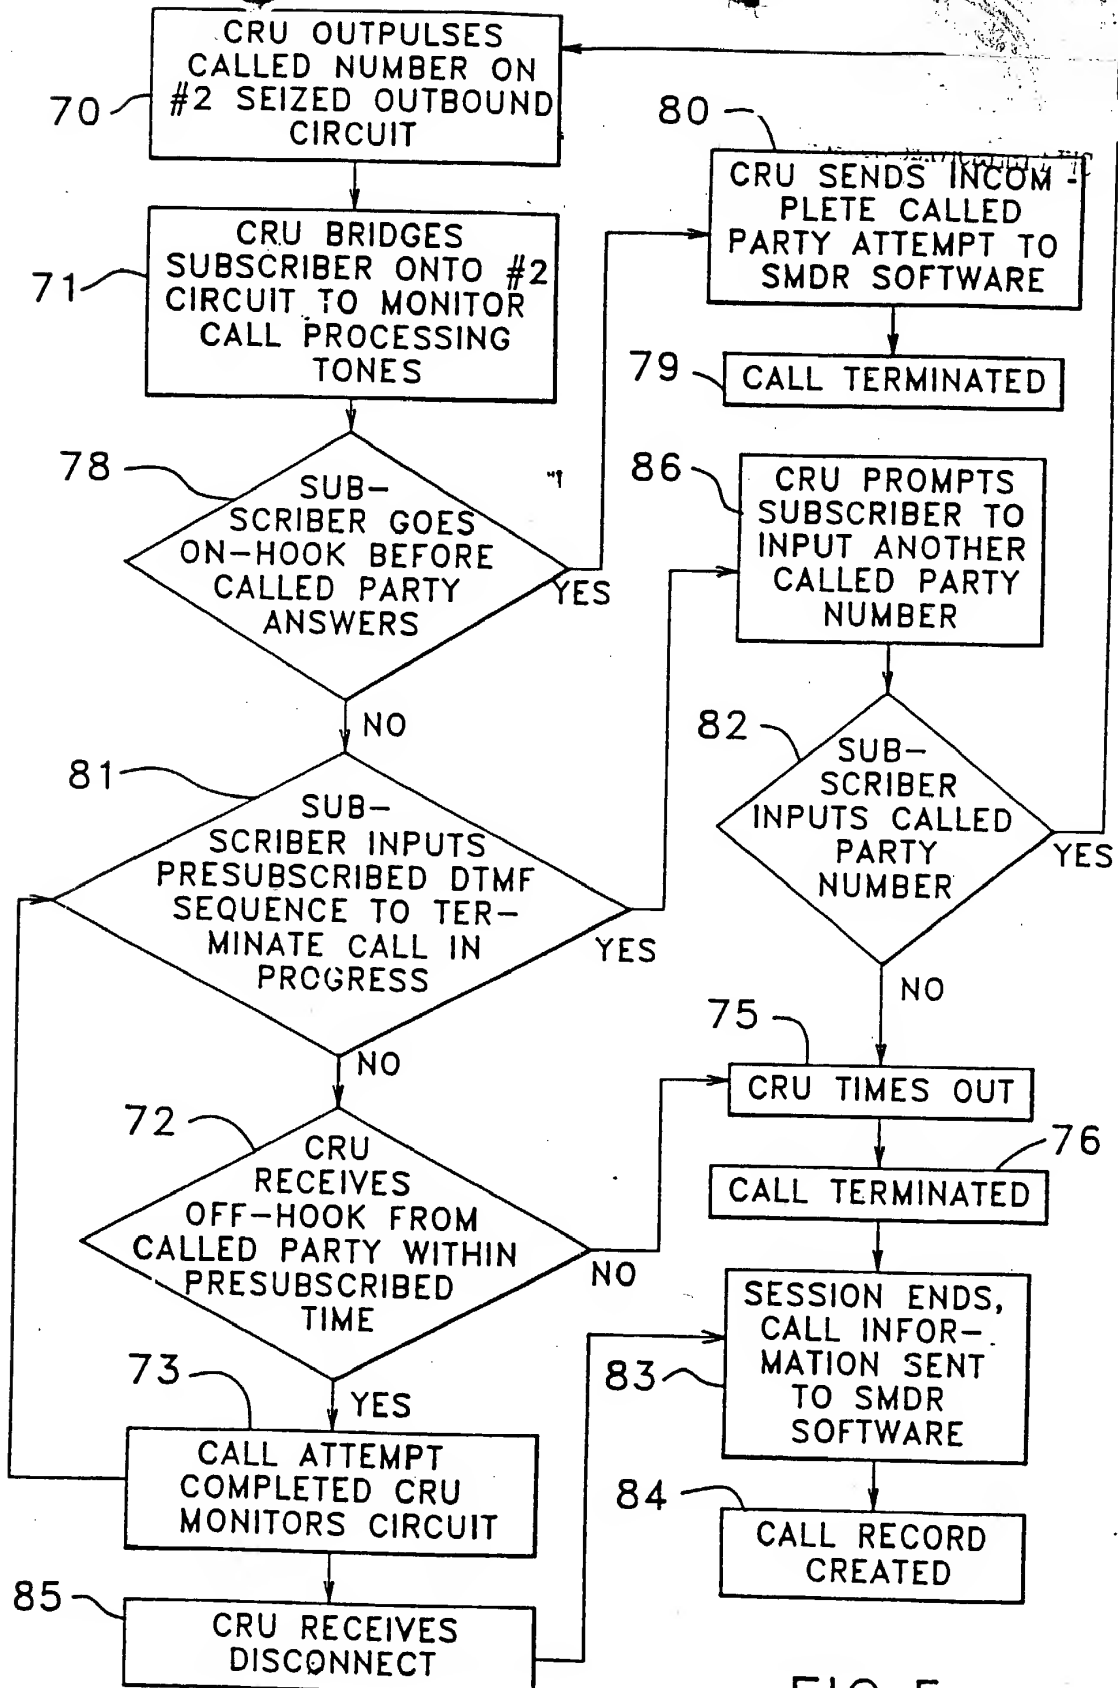 CRU OUTPULSES
CALLED NUMBER ON
#2 SEIZED OUTBOUND
CIRCUIT
70
CRU BRIDGES
SUBSCRIBER ONTO #2
CIRCUIT TO MONITOR
CALL PROCESSING
TONES
71
78
SUB-
SCRIBER GOES
ON-HOOK BEFORE
CALLED PARTY
ANSWERS
YES
NO
81
SUB-
SCRIBER INPUTS
PRESUBSCRIBED DTMF
SEQUENCE TO TER-
MINATE CALL IN
PROGRESS
YES
NO
72
CRU
RECEIVES
OFF-HOOK FROM
CALLED PARTY WITHIN
PRESUBSCRIBED
TIME
NO
YES
73
CALL ATTEMPT
COMPLETED CRU
MONITORS CIRCUIT
85
CRU RECEIVES
DISCONNECT
80
CRU SENDS INCOM-
PLETE CALLED
PARTY ATTEMPT TO
SMDR SOFTWARE
79
CALL TERMINATED
86
CRU PROMPTS
SUBSCRIBER TO
INPUT ANOTHER
CALLED PARTY
NUMBER
82
SUB-
SCRIBER
INPUTS CALLED
PARTY
NUMBER
YES
NO
75
CRU TIMES OUT
76
CALL TERMINATED
SESSION ENDS,
CALL INFOR-
MATION SENT
TO SMDR
SOFTWARE
83
84
CALL RECORD
CREATED
FIG 5